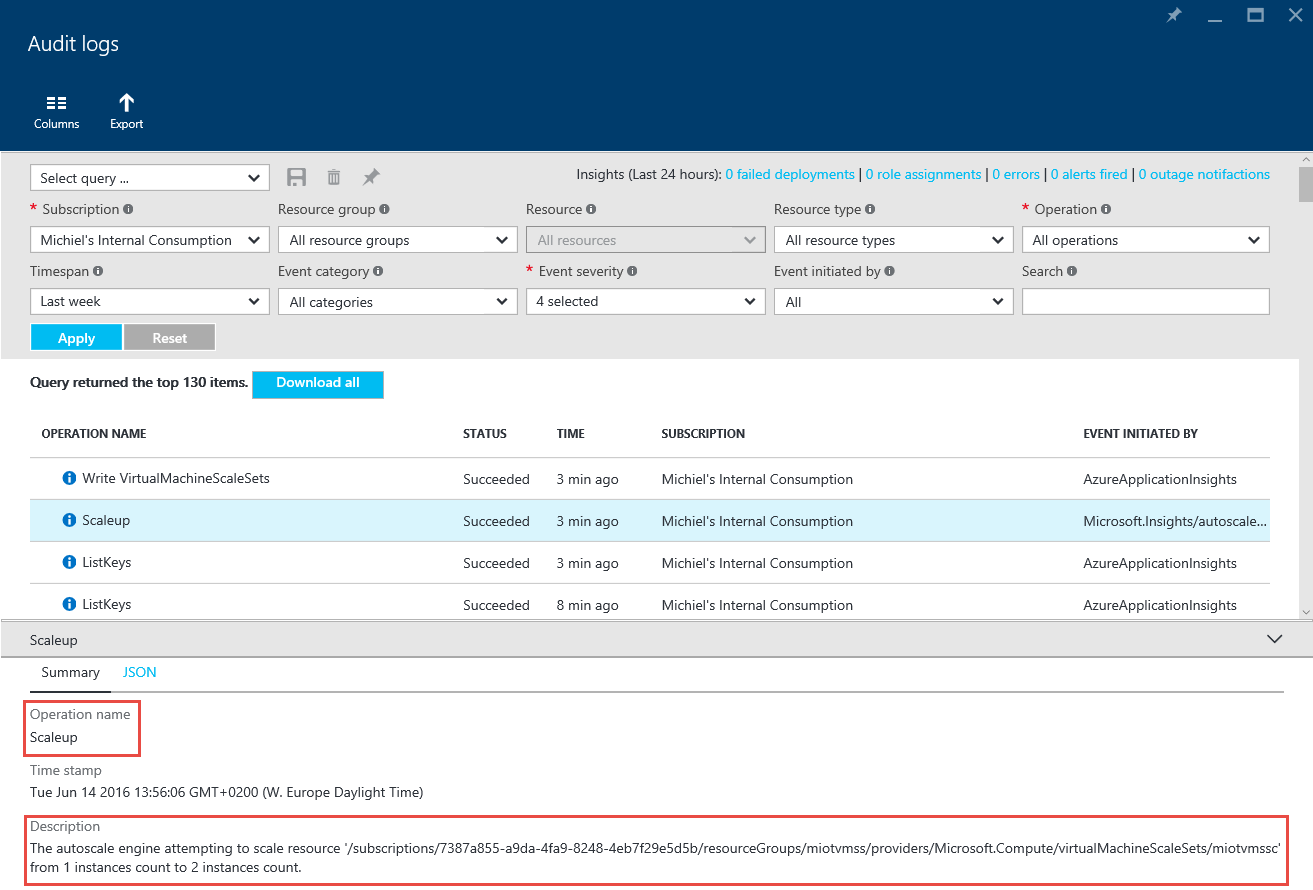 Audit logs
Columns Export
Select query ... Insights (Last 24 hours): 0 failed deployments | 0 role assignments | 0 errors | 0 alerts fired | 0 outage notifactions
* Subscription Resource group Resource Resource type * Operation
Michiel's Internal Consumption All resource groups All resources All resource types All operations
Timespan Event category * Event severity Event initiated by Search
Last week All categories 4 selected All
Apply Reset
Query returned the top 130 items. Download all
OPERATION NAME STATUS TIME SUBSCRIPTION EVENT INITIATED BY
Write VirtualMachineScaleSets Succeeded 3 min ago Michiel's Internal Consumption AzureApplicationInsights
Scaleup Succeeded 3 min ago Michiel's Internal Consumption Microsoft.Insights/autoscale...
ListKeys Succeeded 3 min ago Michiel's Internal Consumption AzureApplicationInsights
ListKeys Succeeded 8 min ago Michiel's Internal Consumption AzureApplicationInsights
Scaleup
Summary JSON
Operation name
Scaleup
Time stamp
Tue Jun 14 2016 13:56:06 GMT+0200 (W. Europe Daylight Time)
Description
The autoscale engine attempting to scale resource '/subscriptions/7387a855-a9da-4fa9-8248-4eb7f29e5d5b/resourceGroups/miotvmss/providers/Microsoft.Compute/virtualMachineScaleSets/miotvmssc'
from 1 instances count to 2 instances count.